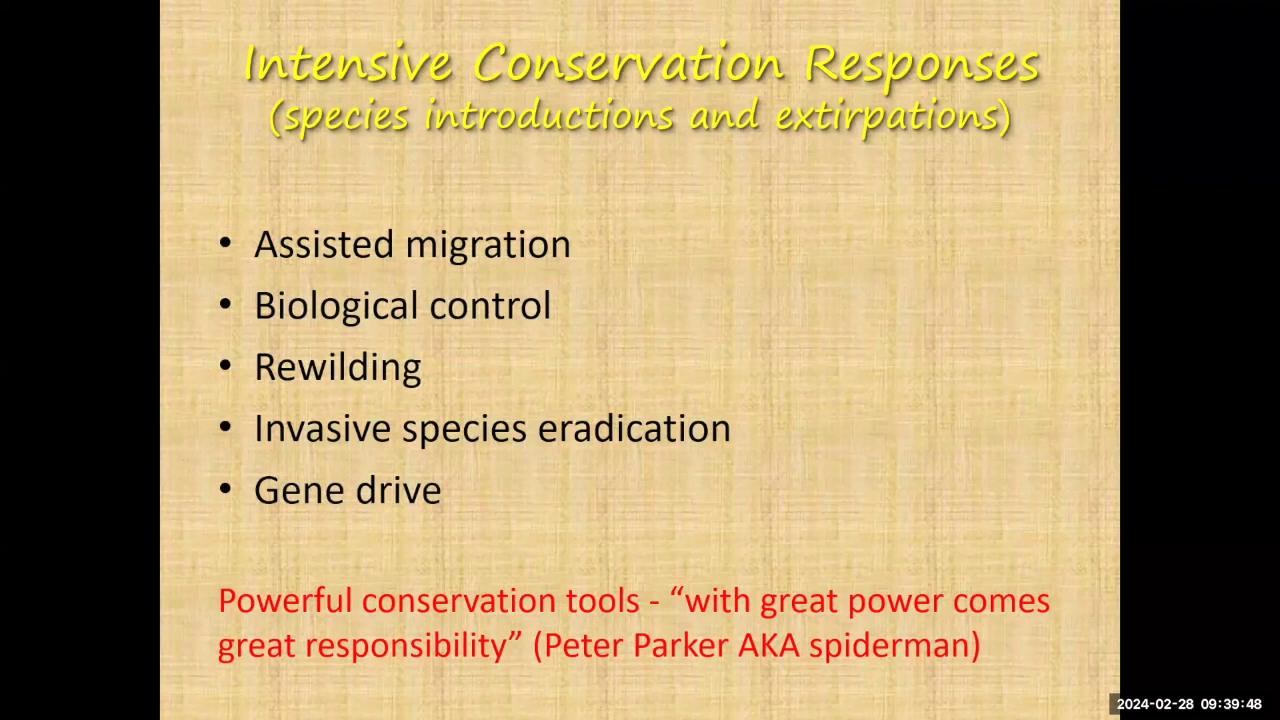 Intensive Conservation Responses
(species introductions and extirpations)
• Assisted migration
• Biological control
• Rewilding
• Invasive species eradication
• Gene drive
Powerful conservation tools - “with great power comes
great responsibility” (Peter Parker AKA spiderman)
2024-02-28 09:39:48